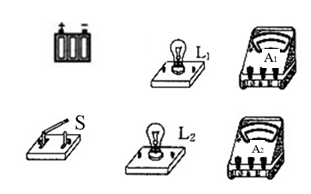 + −
L₁
A₁
S
L₂
A₂